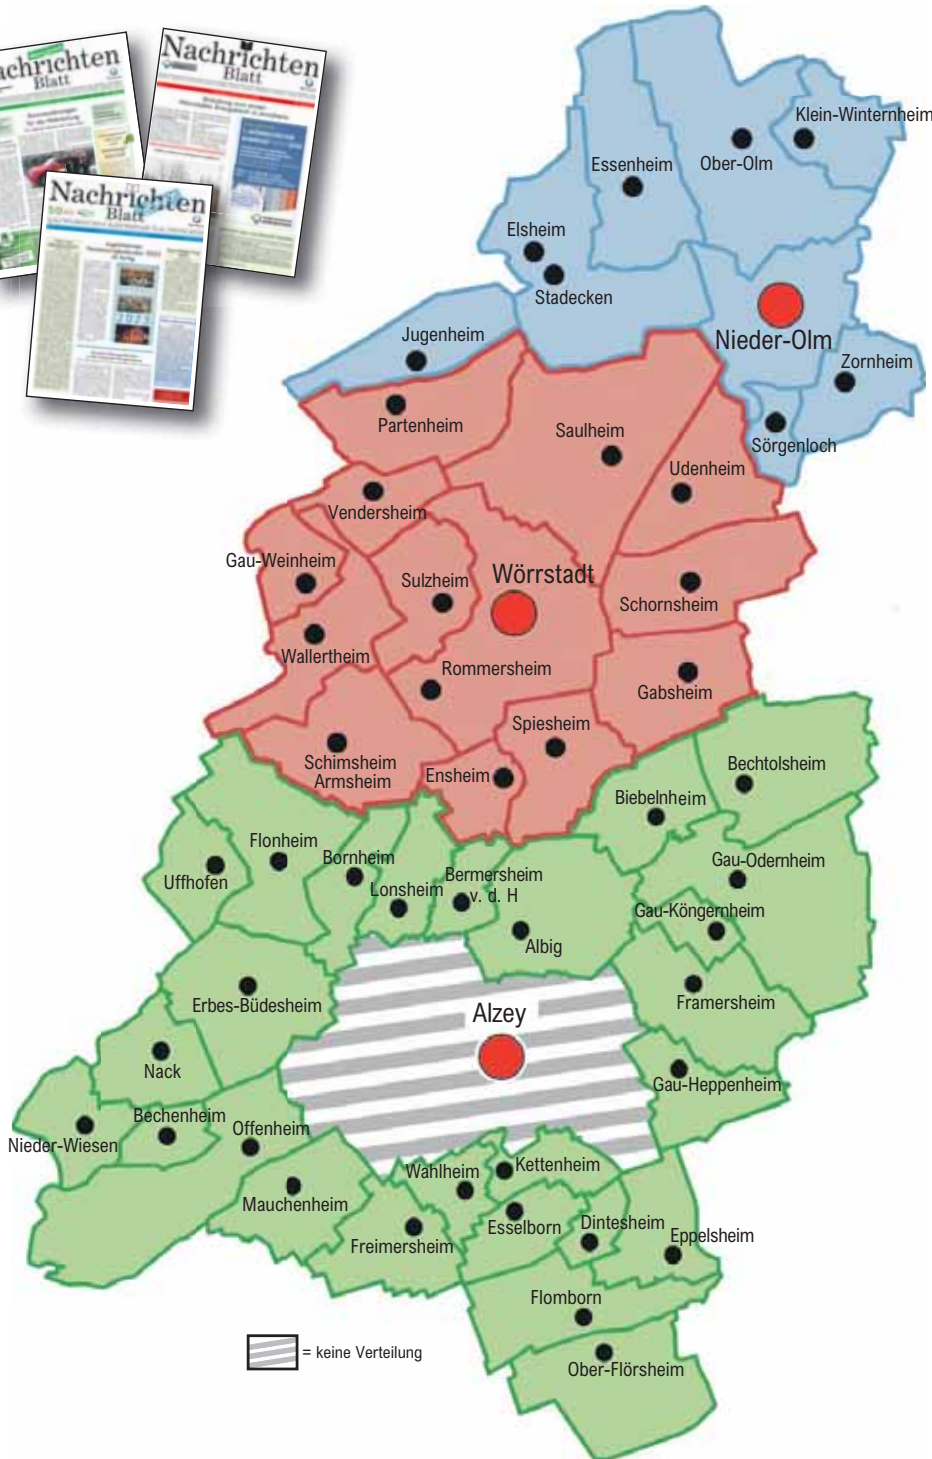 Nachrichten
Blatt
Nachrichten
Blatt
Nachrichten
Blatt
Klein-Winternheim
Ober-Olm
Essenheim
Elsheim
Stadecken
Nieder-Olm
Jugenheim
Zornheim
Sörgenloch
Partenheim
Saulheim
Udenheim
Vendersheim
Gau-Weinheim
Sulzheim
Wörrstadt
Schornsheim
Wallertheim
Rommersheim
Gabsheim
Spiesheim
Schimsheim
Armsheim
Ensheim
Bechtolsheim
Biebelnheim
Flonheim
Uffhofen
Bornheim
Lonsheim
Bermersheim
v. d. H
Gau-Odernheim
Gau-Köngernheim
Albig
Erbes-Büdesheim
Framersheim
Alzey
Nack
Gau-Heppenheim
Nieder-Wiesen
Bechenheim
Offenheim
Wahlheim
Kettenheim
Mauchenheim
Freimersheim
Esselborn
Dintesheim
Eppelsheim
Flomborn
Ober-Flörsheim
= keine Verteilung